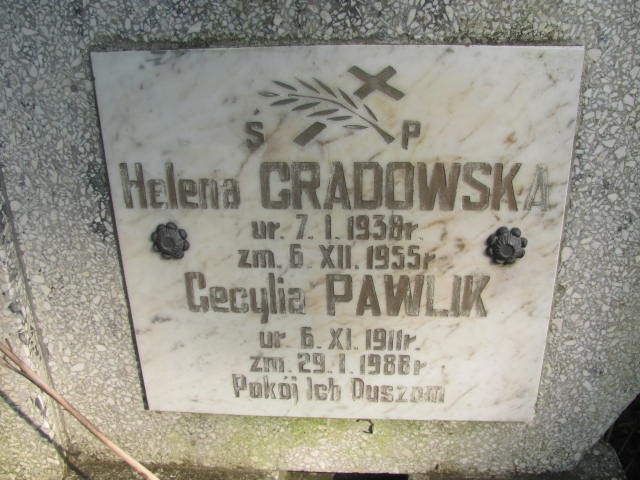 Ś P
Helena GRADOWSKA
ur. 7. I. 1938r.
zm. 6. XII. 1955r
Cecylia PAWLIK
ur. 6. XI. 1911r.
zm. 29. I. 1988r
Pokój Ich Duszom